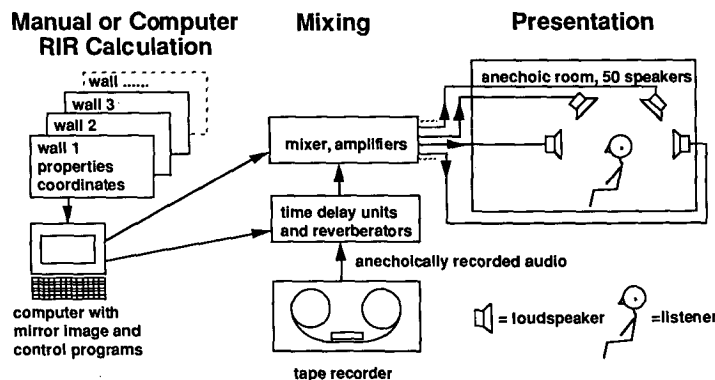 Manual or Computer
RIR Calculation
Mixing
Presentation
wall ......
wall 3
wall 2
wall 1
properties
coordinates
computer with
mirror image and
control programs
mixer, amplifiers
time delay units
and reverberators
anechoically recorded audio
tape recorder
anechoic room, 50 speakers
= loudspeaker
=listener